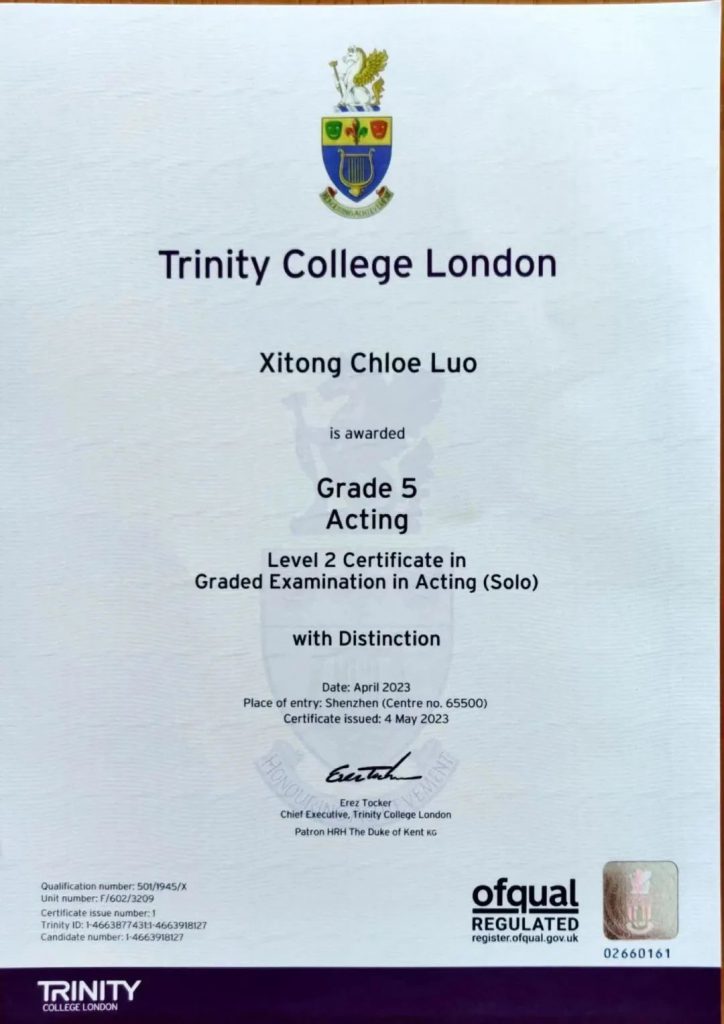 Trinity College London
Xitong Chloe Luo
is awarded
Grade 5
Acting
Level 2 Certificate in
Graded Examination in Acting (Solo)
with Distinction
Date: April 2023
Place of entry: Shenzhen (Centre no. 65500)
Certificate issued: 4 May 2023
Erez Tocker
Chief Executive, Trinity College London
Patron HRH The Duke of Kent KG
Qualification number: 501/1945/X
Unit number: F/602/3209
Certificate issue number: 1
Trinity ID: 1-4663877431:1-4663918127
Candidate number: 1-4663918127
ofqual
REGULATED
register.ofqual.gov.uk
02660161
TRINITY
COLLEGE LONDON